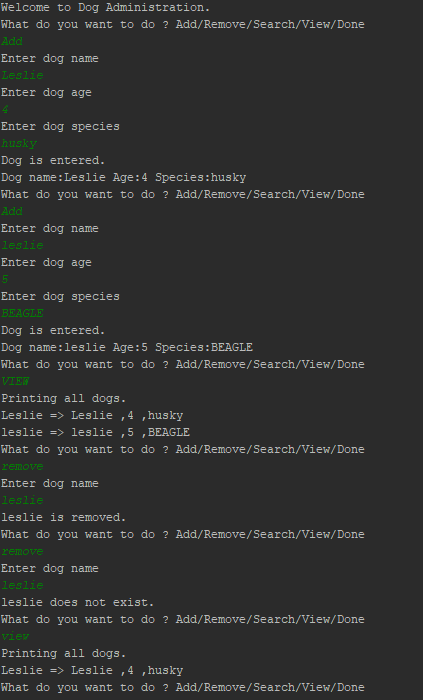 Welcome to Dog Administration.
What do you want to do ? Add/Remove/Search/View/Done
Add
Enter dog name
Leslie
Enter dog age
4
Enter dog species
husky
Dog is entered.
Dog name:Leslie Age:4 Species:husky
What do you want to do ? Add/Remove/Search/View/Done
Add
Enter dog name
leslie
Enter dog age
5
Enter dog species
BEAGLE
Dog is entered.
Dog name:leslie Age:5 Species:BEAGLE
What do you want to do ? Add/Remove/Search/View/Done
VIEW
Printing all dogs.
Leslie => Leslie ,4 ,husky
leslie => leslie ,5 ,BEAGLE
What do you want to do ? Add/Remove/Search/View/Done
remove
Enter dog name
leslie
leslie is removed.
What do you want to do ? Add/Remove/Search/View/Done
remove
Enter dog name
leslie
leslie does not exist.
What do you want to do ? Add/Remove/Search/View/Done
view
Printing all dogs.
Leslie => Leslie ,4 ,husky
What do you want to do ? Add/Remove/Search/View/Done